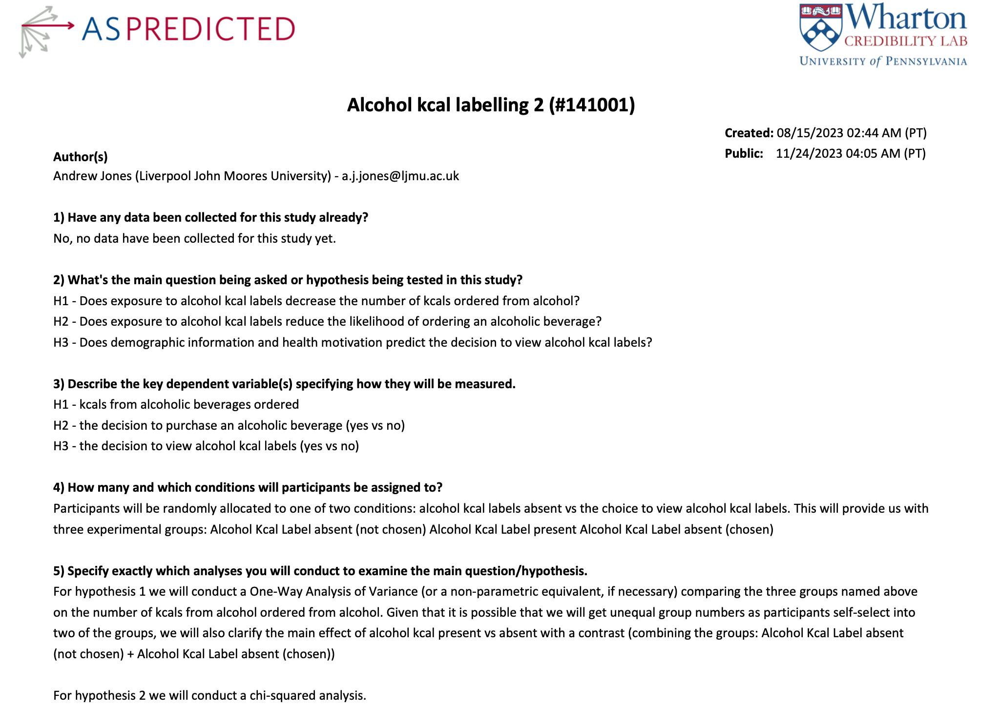 ASPREDICTED
Wharton
CREDIBILITY LAB
UNIVERSITY of PENNSYLVANIA
Alcohol kcal labelling 2 (#141001)
Created: 08/15/2023 02:44 AM (PT)
Public: 11/24/2023 04:05 AM (PT)
Author(s)
Andrew Jones (Liverpool John Moores University) - a.j.jones@ljmu.ac.uk
1) Have any data been collected for this study already?
No, no data have been collected for this study yet.
2) What's the main question being asked or hypothesis being tested in this study?
H1 - Does exposure to alcohol kcal labels decrease the number of kcals ordered from alcohol?
H2 - Does exposure to alcohol kcal labels reduce the likelihood of ordering an alcoholic beverage?
H3 - Does demographic information and health motivation predict the decision to view alcohol kcal labels?
3) Describe the key dependent variable(s) specifying how they will be measured.
H1 - kcals from alcoholic beverages ordered
H2 - the decision to purchase an alcoholic beverage (yes vs no)
H3 - the decision to view alcohol kcal labels (yes vs no)
4) How many and which conditions will participants be assigned to?
Participants will be randomly allocated to one of two conditions: alcohol kcal labels absent vs the choice to view alcohol kcal labels. This will provide us with
three experimental groups: Alcohol Kcal Label absent (not chosen) Alcohol Kcal Label present Alcohol Kcal Label absent (chosen)
5) Specify exactly which analyses you will conduct to examine the main question/hypothesis.
For hypothesis 1 we will conduct a One-Way Analysis of Variance (or a non-parametric equivalent, if necessary) comparing the three groups named above
on the number of kcals from alcohol ordered from alcohol. Given that it is possible that we will get unequal group numbers as participants self-select into
two of the groups, we will also clarify the main effect of alcohol kcal present vs absent with a contrast (combining the groups: Alcohol Kcal Label absent
(not chosen) + Alcohol Kcal Label absent (chosen))
For hypothesis 2 we will conduct a chi-squared analysis.